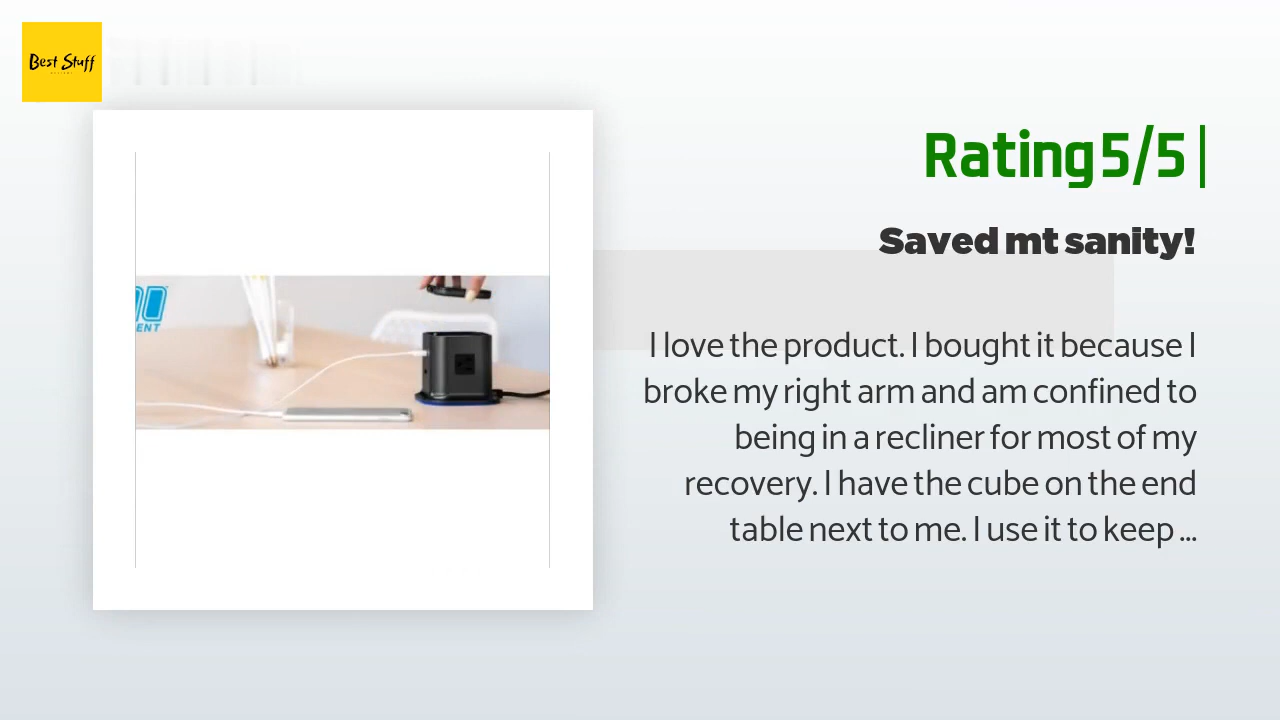 Best Stuff
ENT
Rating 5/5 |
Saved mt sanity!
I love the product. I bought it because I
broke my right arm and am confined to
being in a recliner for most of my
recovery. I have the cube on the end
table next to me. I use it to keep ...